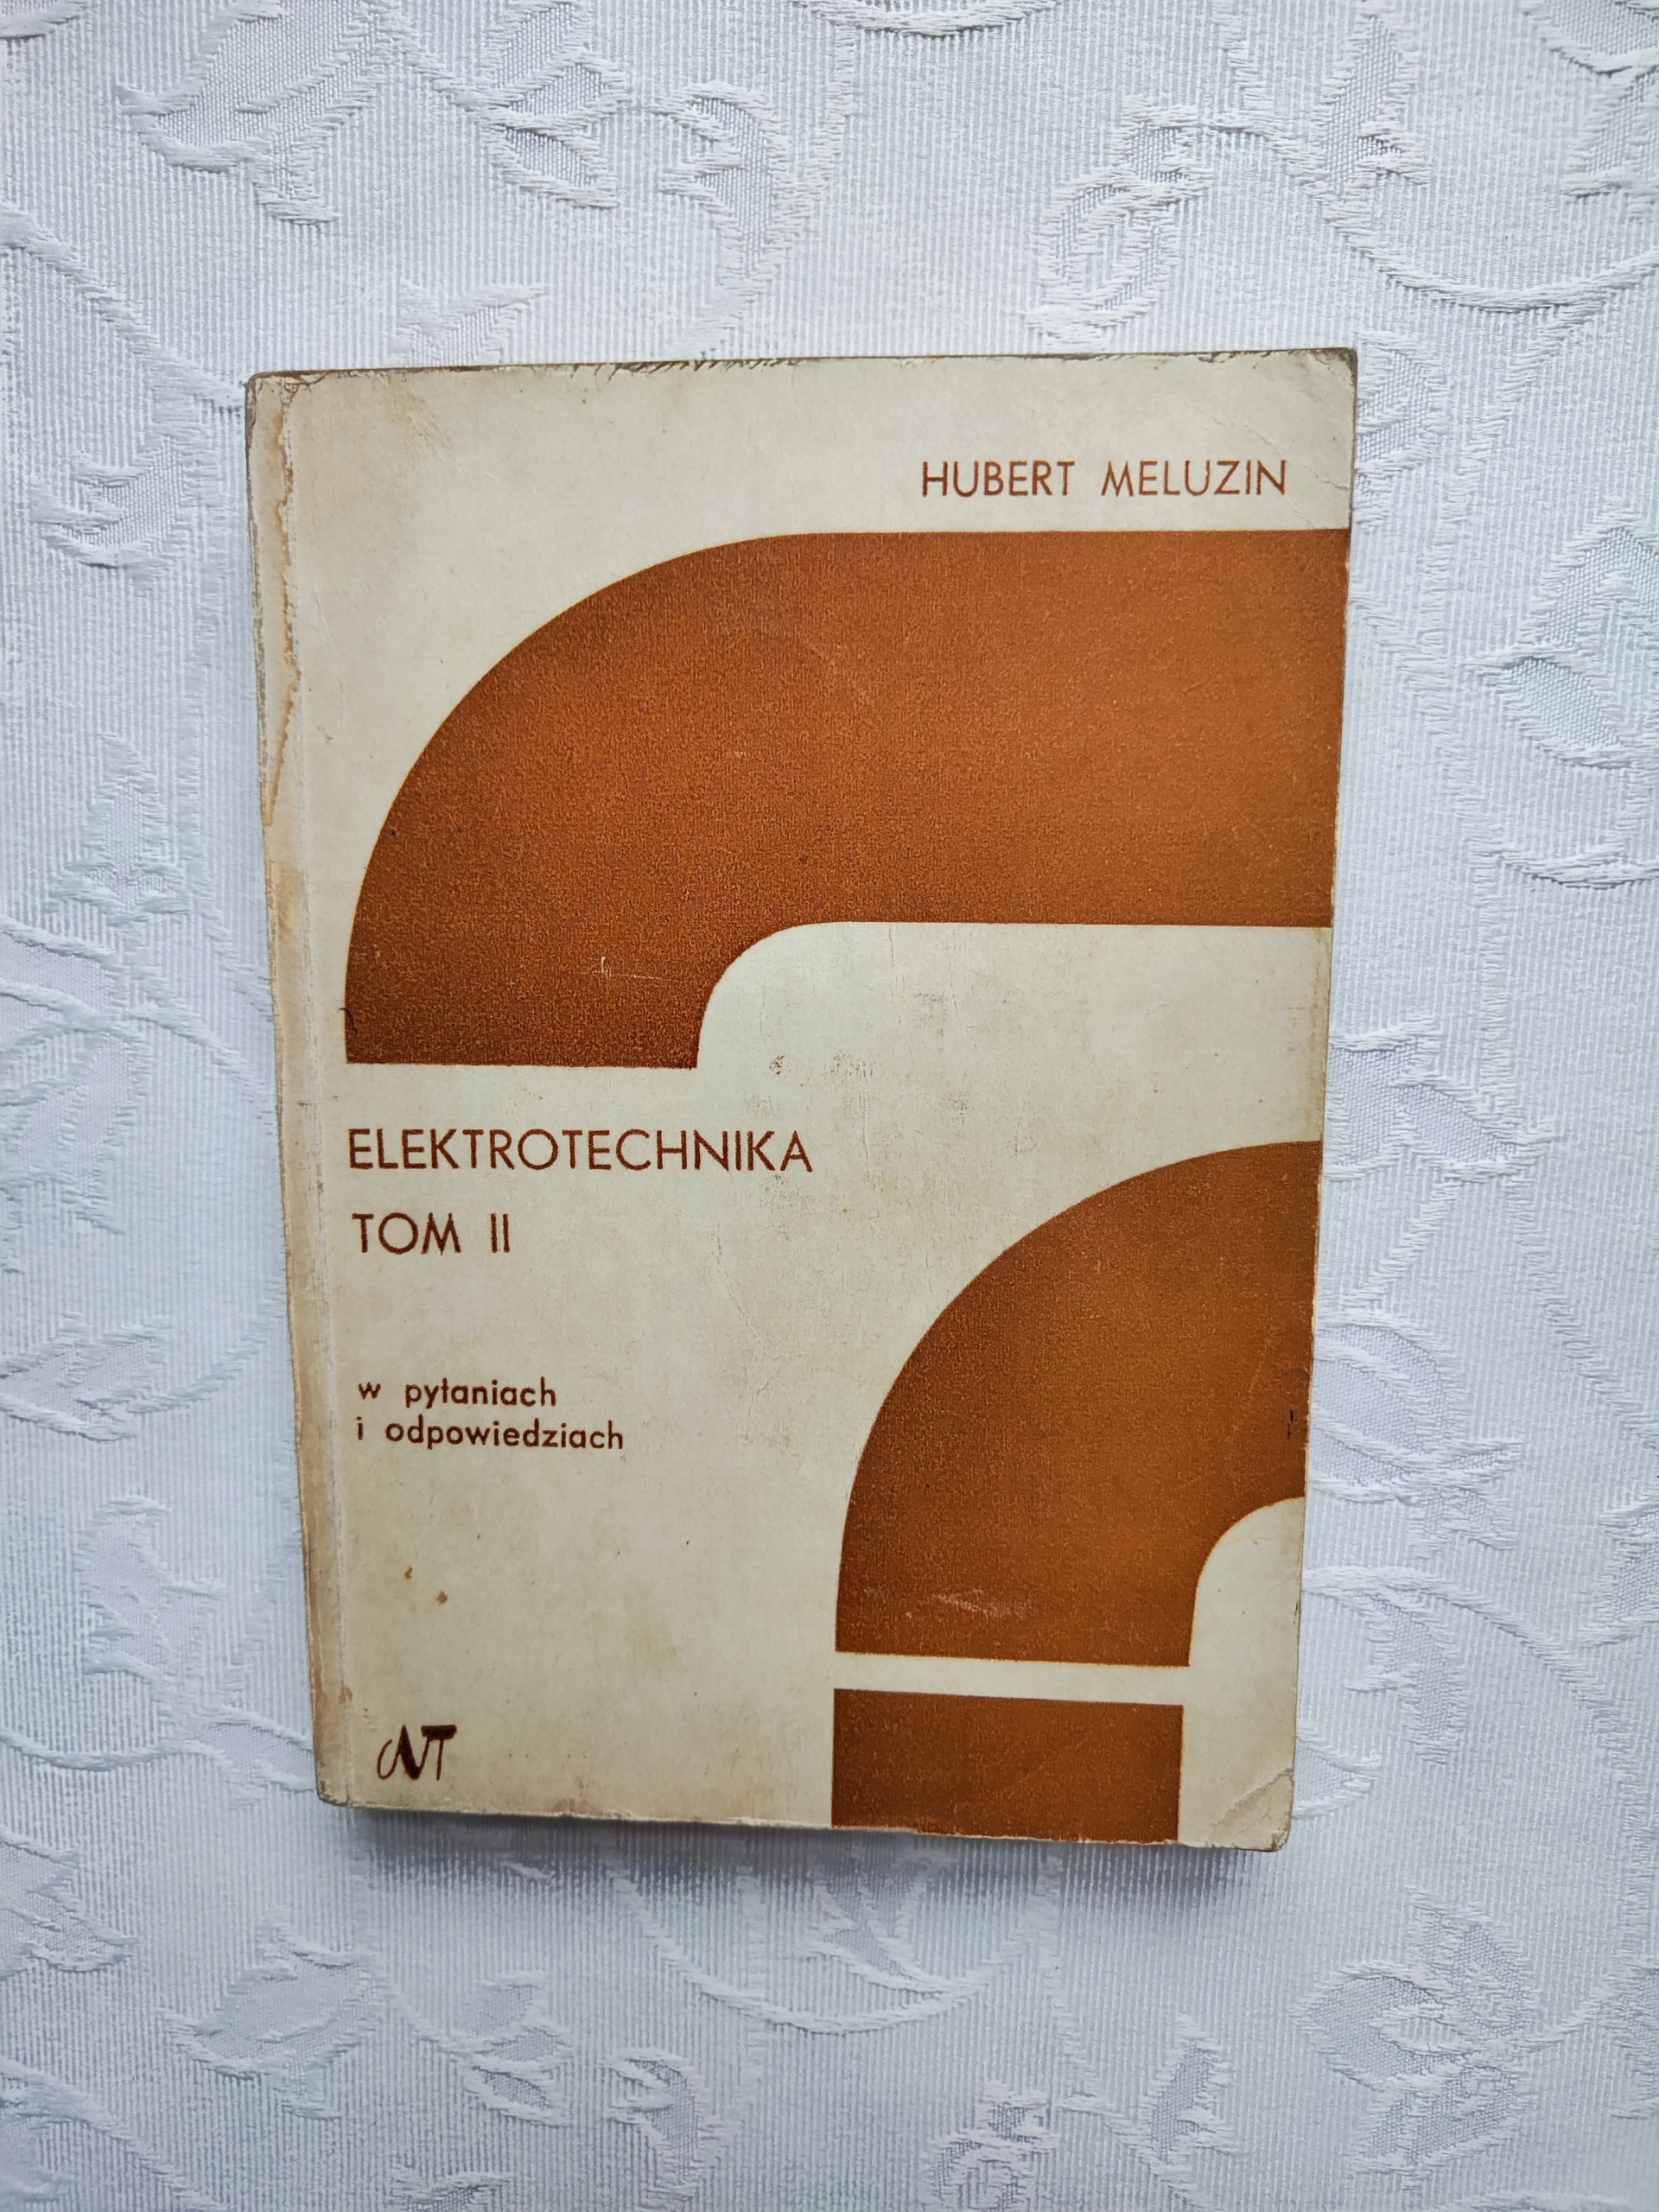 HUBERT MELUZIN
ELEKTROTECHNIKA
TOM II
w pytaniach
i odpowiedziach
WNT